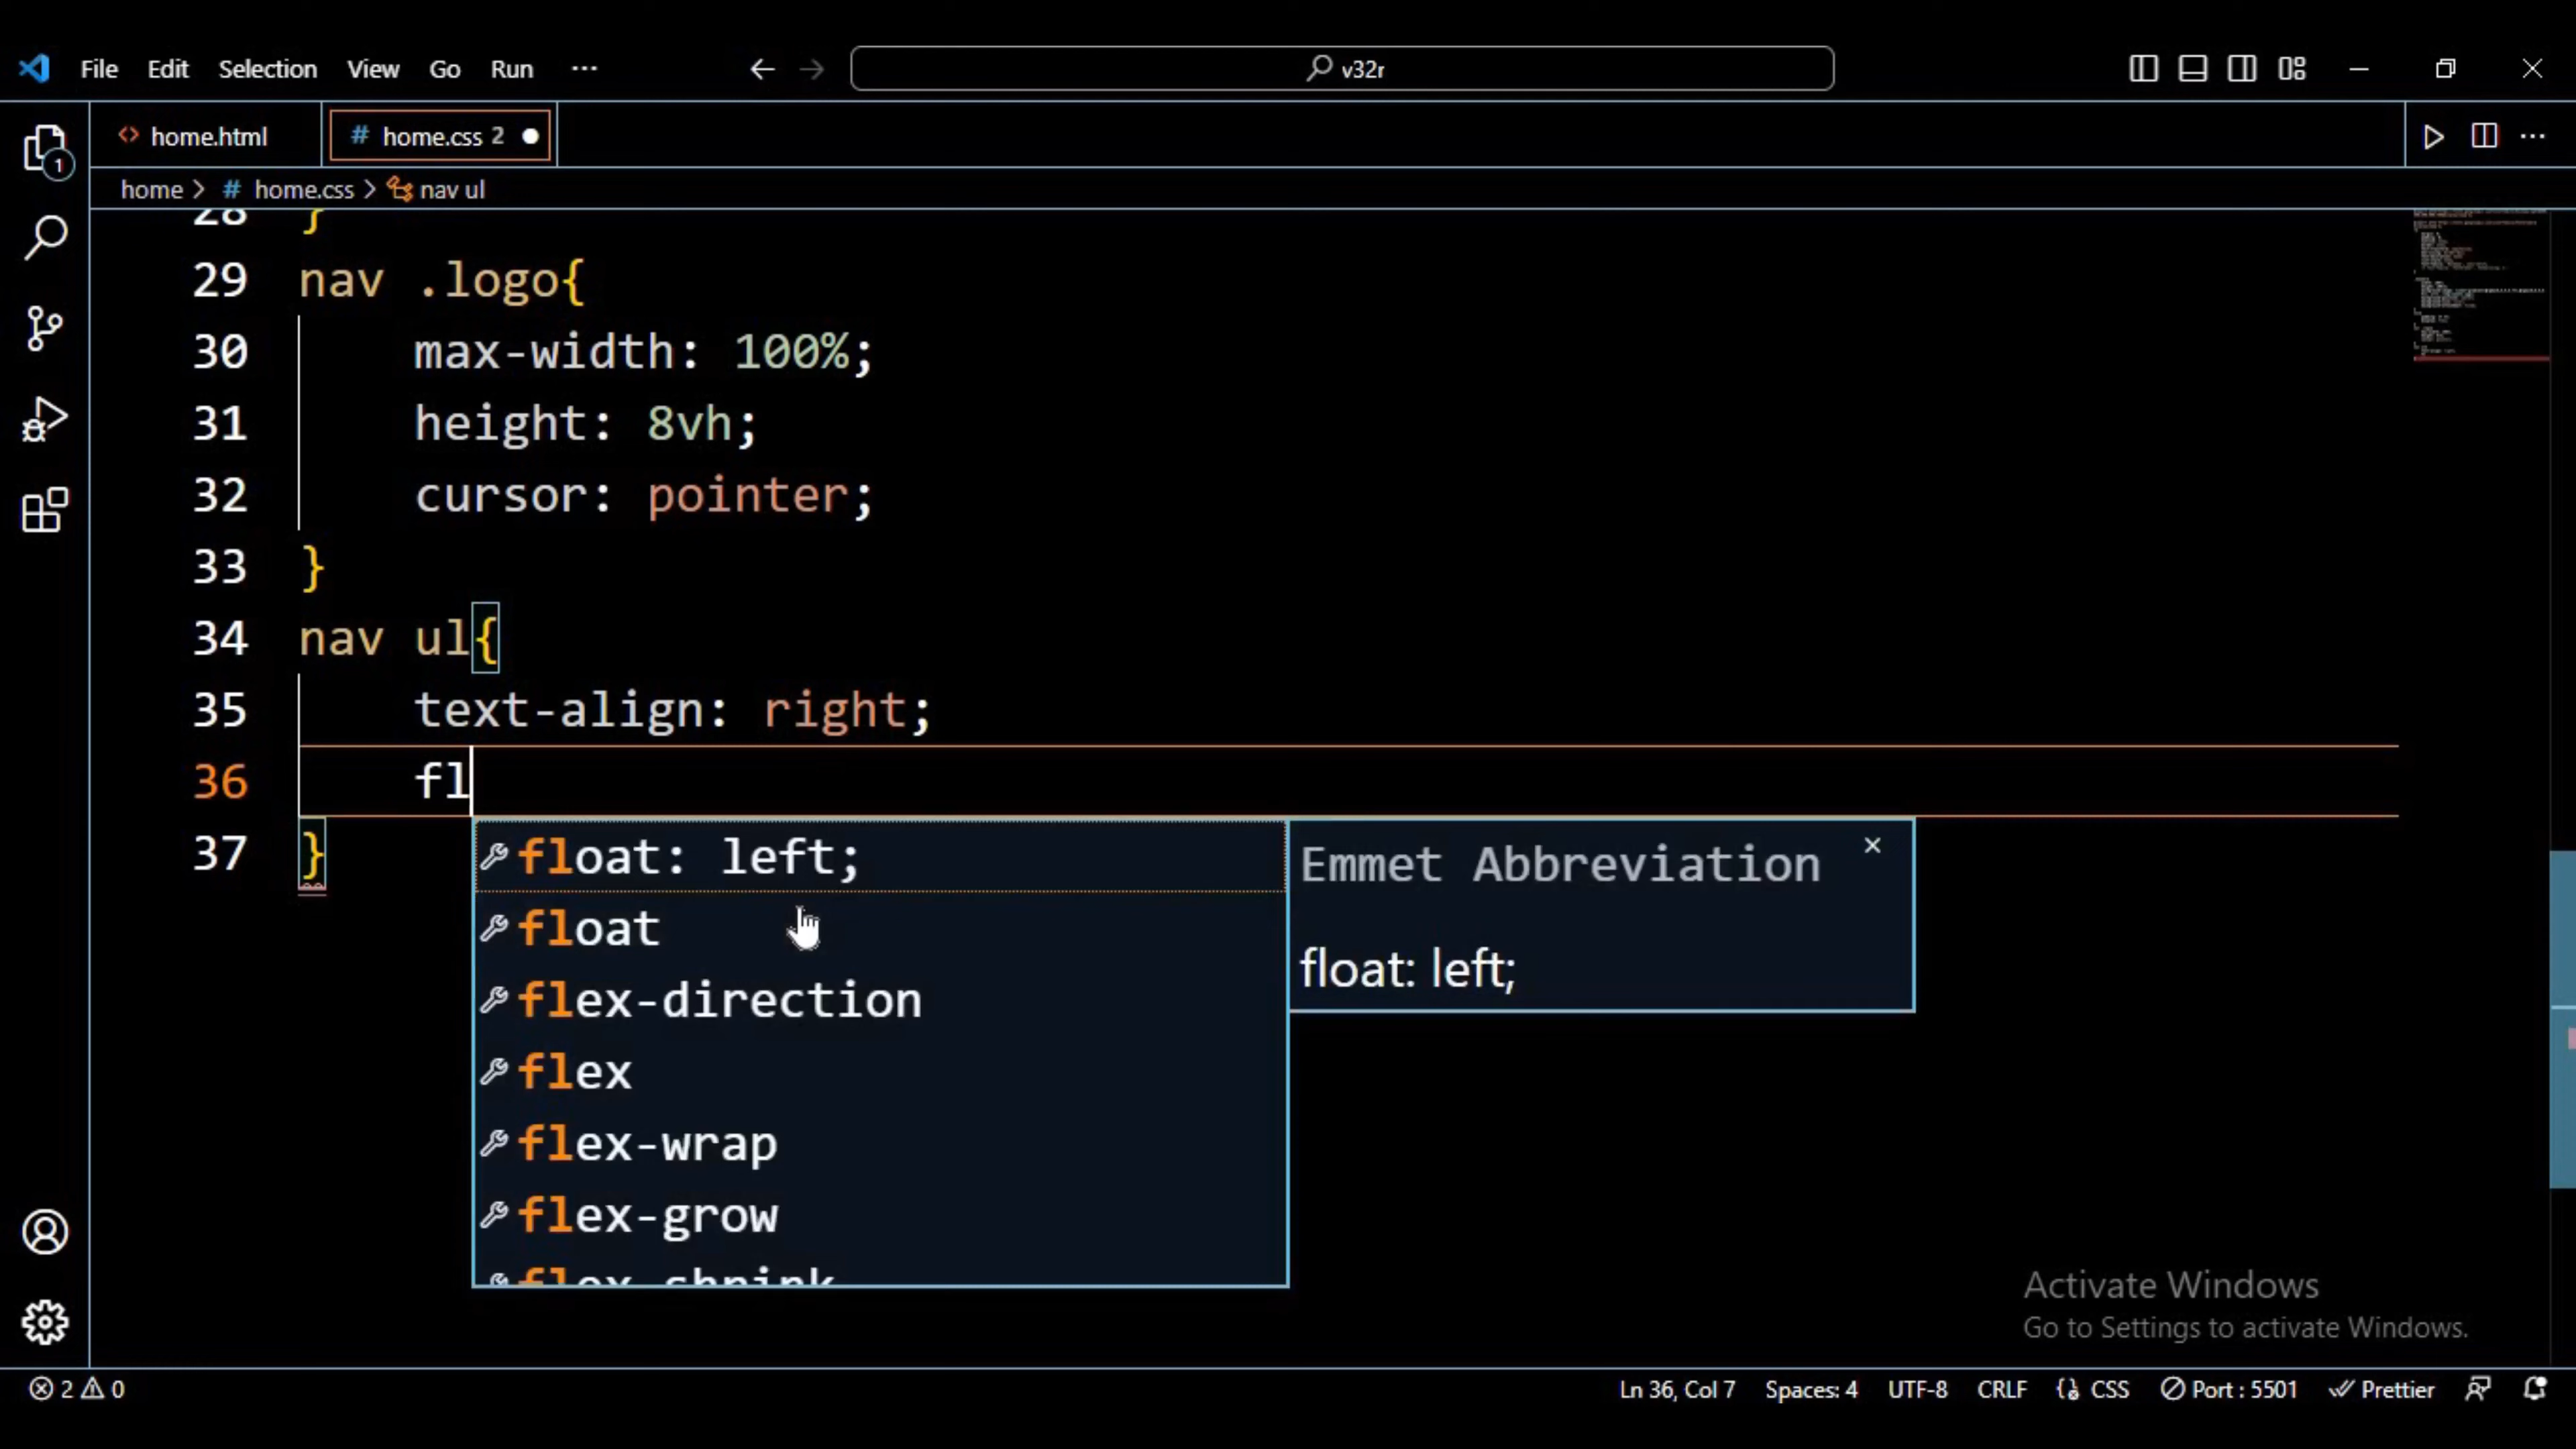 File Edit Selection View Go Run ···
v32r
1
home.html
# home.css 2
home > # home.css > nav ul
28 }
29 nav .logo{
30 max-width: 100%;
31 height: 8vh;
32 cursor: pointer;
33 }
34 nav ul{
35 text-align: right;
36 fl
37 }
float: left;
float
flex-direction
flex
flex-wrap
flex-grow
flex-shrink
Emmet Abbreviation ×
float: left;
Activate Windows
Go to Settings to activate Windows.
2 0
Ln 36, Col 7 Spaces: 4 UTF-8 CRLF CSS Port : 5501 Prettier